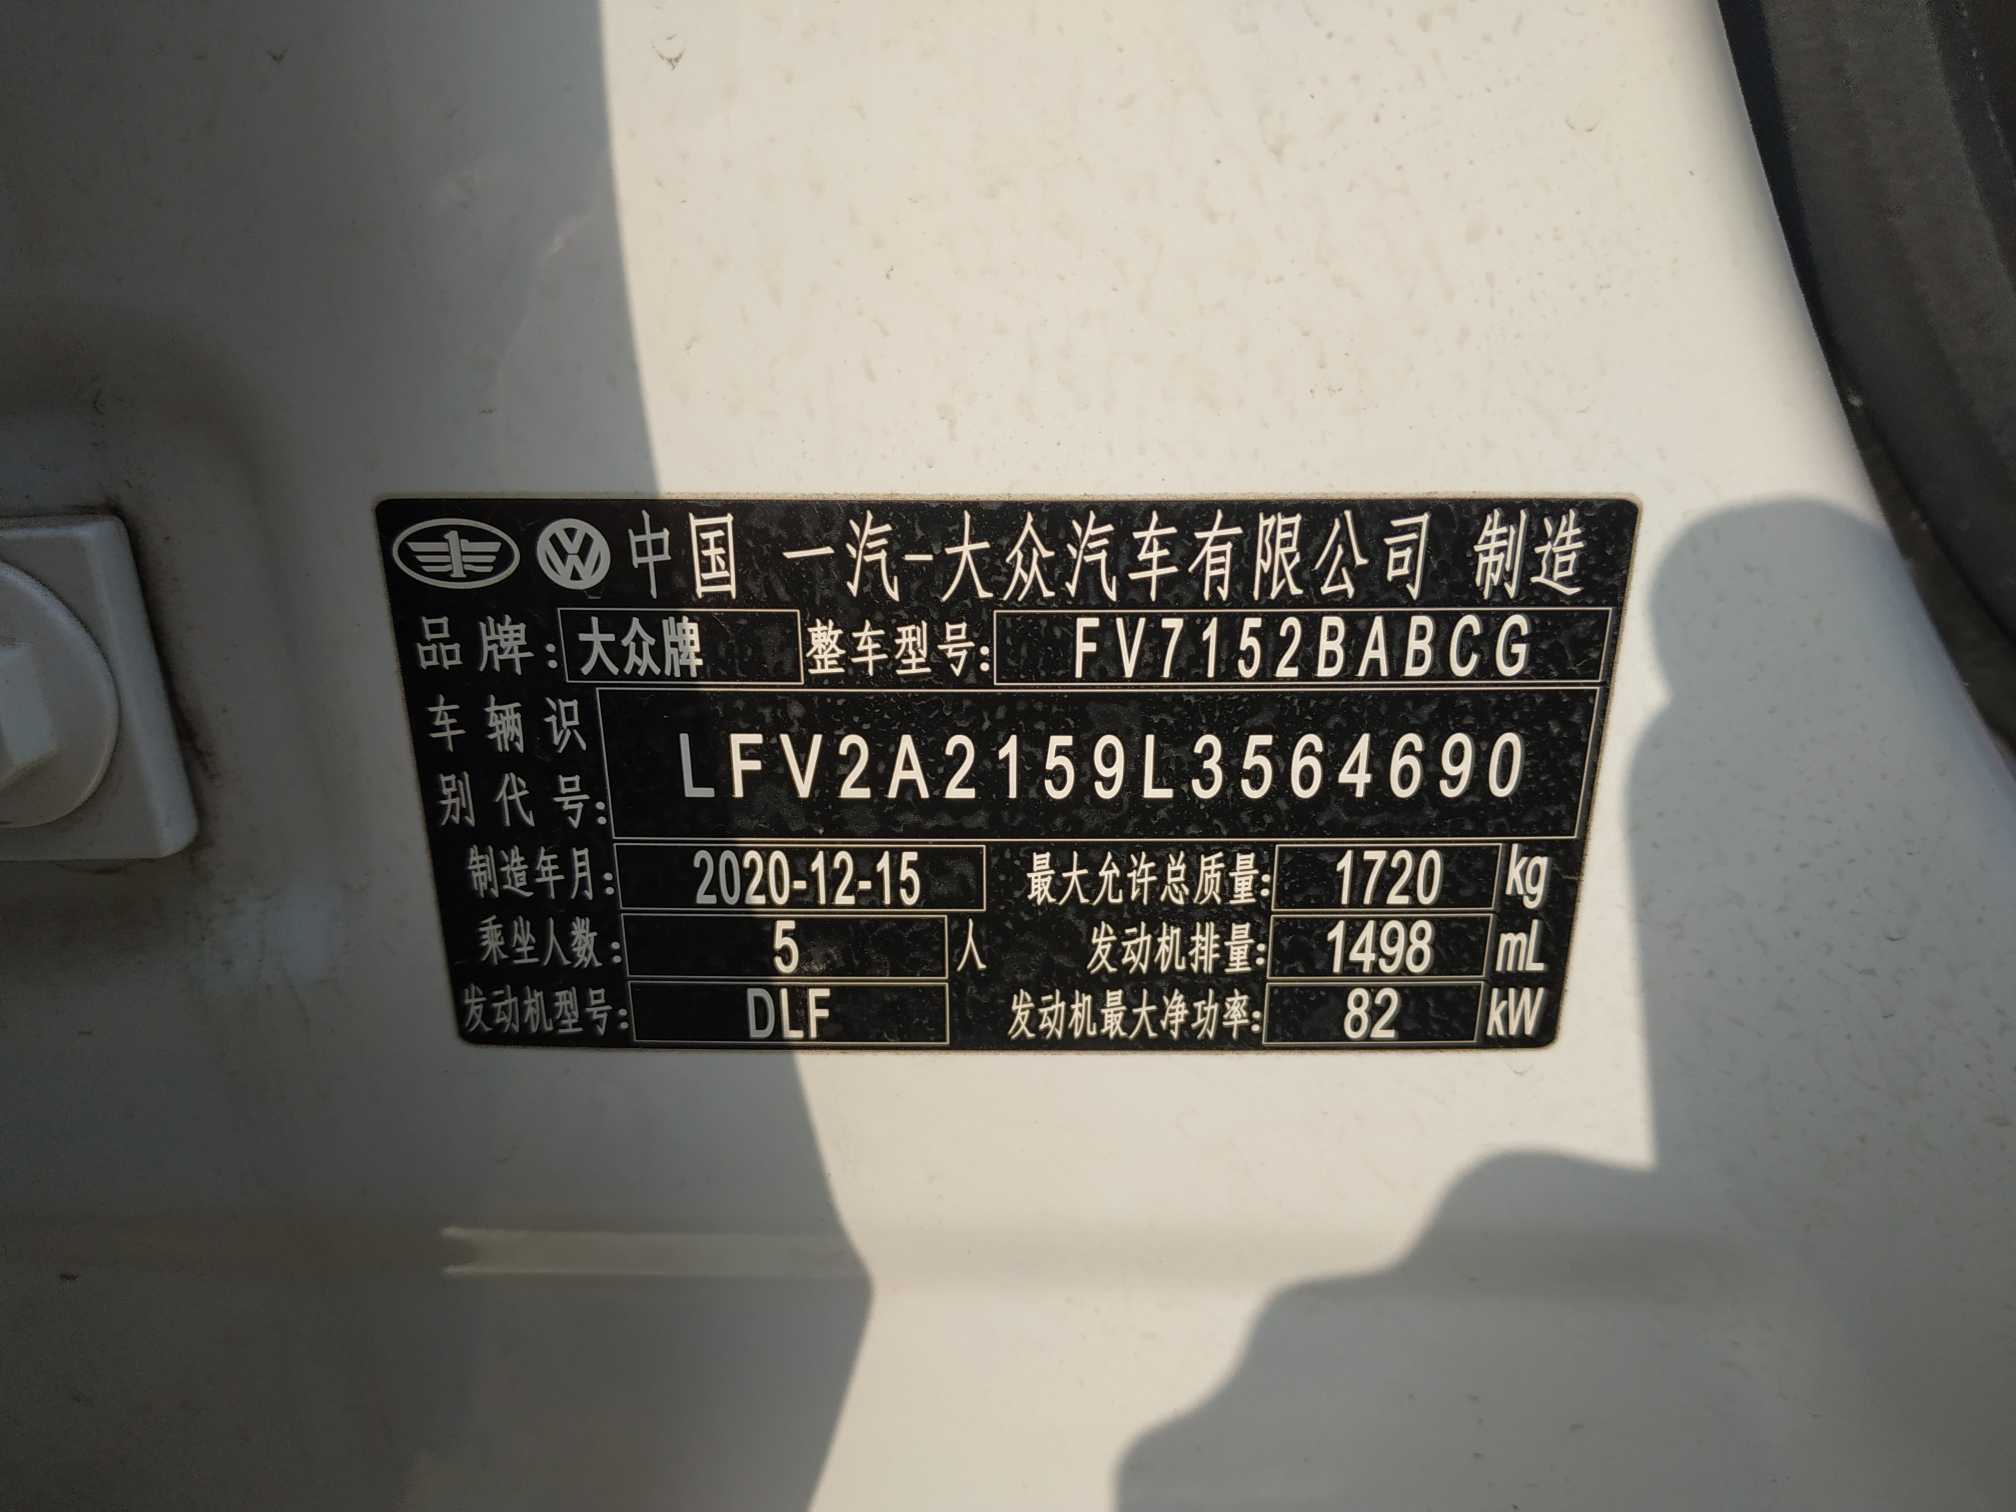 中国 一汽-大众汽车有限公司 制造
品牌: 大众牌 整车型号: FV7152BABCG
车辆识别代号: LFV2A2159L3564690
制造年月: 2020-12-15 最大允许总质量: 1720 kg
乘坐人数: 5 人 发动机排量: 1498 mL
发动机型号: DLF 发动机最大净功率: 82 kW